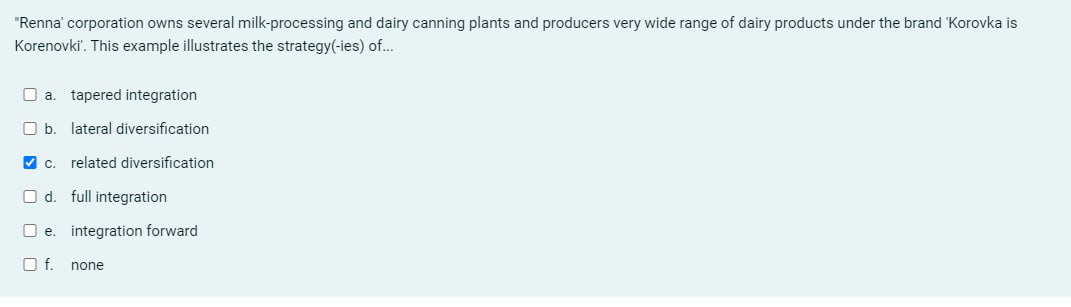 "Renna' corporation owns several milk-processing and dairy canning plants and producers very wide range of dairy products under the brand 'Korovka is
Korenovki'. This example illustrates the strategy(-ies) of...
a. tapered integration
b. lateral diversification
c. related diversification
d. full integration
e. integration forward
f. none